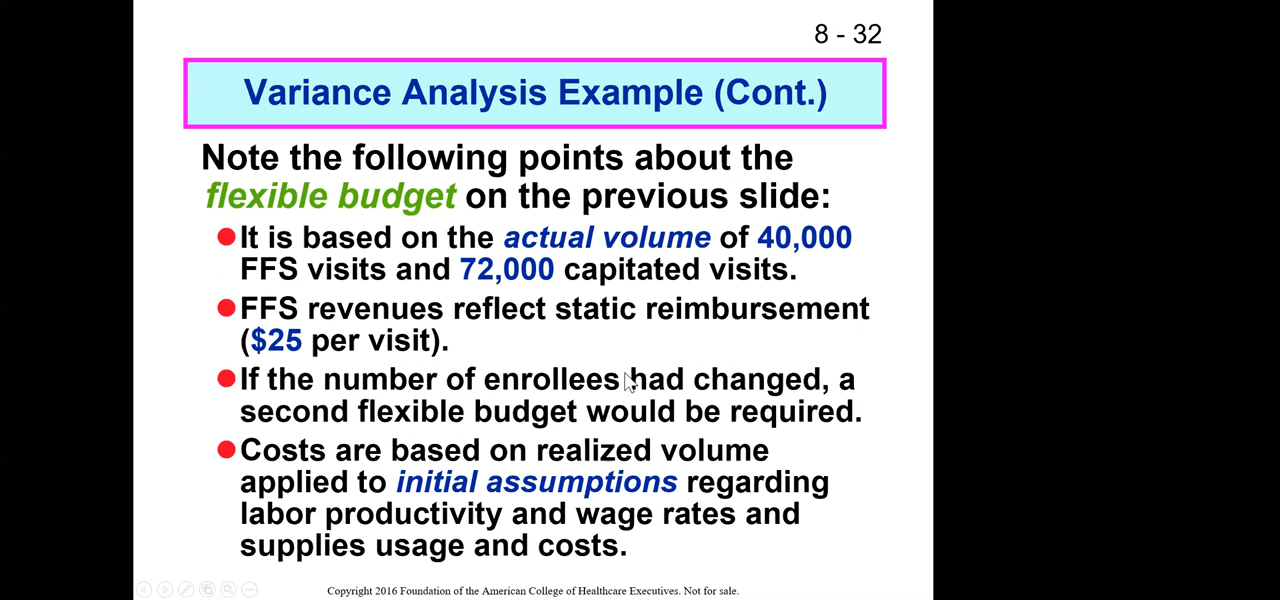 8 - 32
Variance Analysis Example (Cont.)
Note the following points about the
flexible budget on the previous slide:
●It is based on the actual volume of 40,000
FFS visits and 72,000 capitated visits.
●FFS revenues reflect static reimbursement
($25 per visit).
●If the number of enrollees had changed, a
second flexible budget would be required.
●Costs are based on realized volume
applied to initial assumptions regarding
labor productivity and wage rates and
supplies usage and costs.
Copyright 2016 Foundation of the American College of Healthcare Executives. Not for sale.